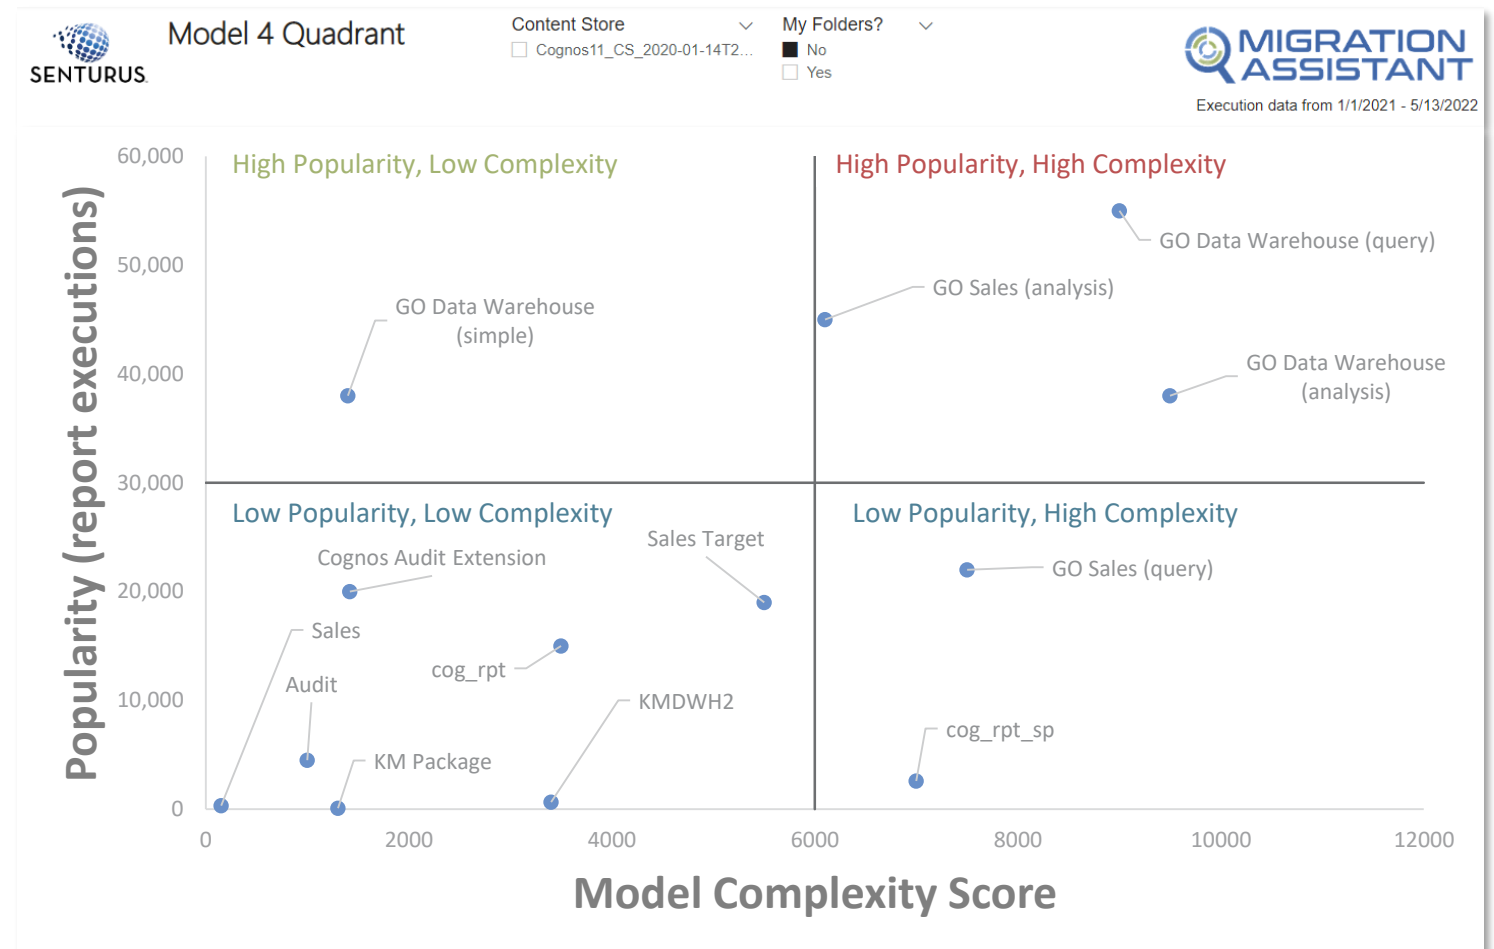 SENTURUS
Model 4 Quadrant
Content Store
Cognos11_CS_2020-01-14T2...
My Folders?
No
Yes
MIGRATION
ASSISTANT
Execution data from 1/1/2021 - 5/13/2022
Popularity (report executions)
60,000
50,000
40,000
30,000
20,000
10,000
0
High Popularity, Low Complexity
High Popularity, High Complexity
GO Data Warehouse (query)
GO Sales (analysis)
GO Data Warehouse
(simple)
GO Data Warehouse
(analysis)
Low Popularity, Low Complexity
Low Popularity, High Complexity
Sales Target
Cognos Audit Extension
GO Sales (query)
Sales
cog_rpt
Audit
KMDWH2
cog_rpt_sp
KM Package
0
2000
4000
6000
8000
10000
12000
Model Complexity Score